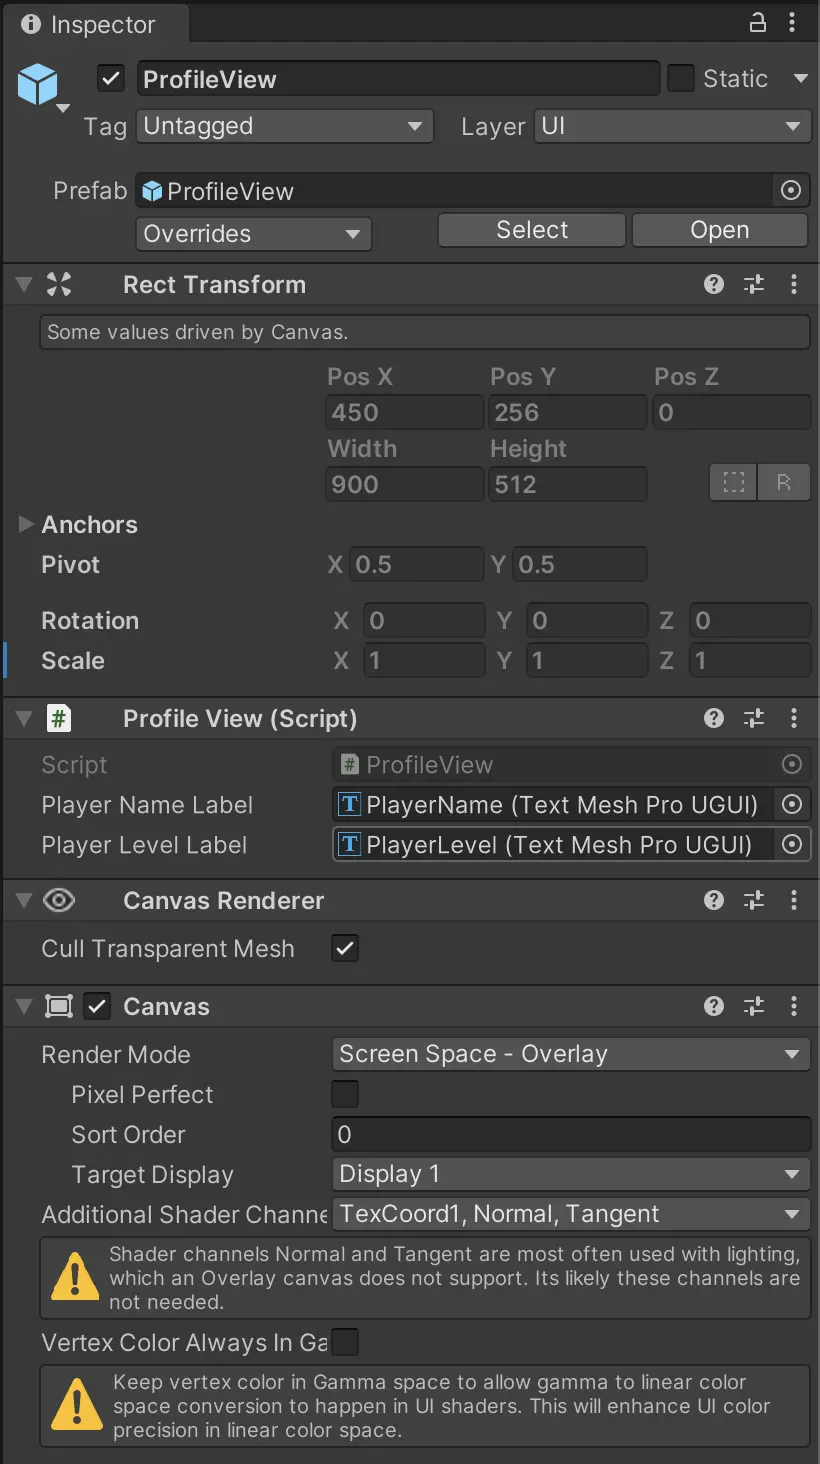 Inspector
ProfileView
Static
Tag Untagged Layer UI
Prefab ProfileView
Overrides Select Open
Rect Transform
Some values driven by Canvas.
Pos X Pos Y Pos Z
450 256 0
Width Height
900 512 R
Anchors
Pivot X 0.5 Y 0.5
Rotation X 0 Y 0 Z 0
Scale X 1 Y 1 Z 1
# Profile View (Script)
Script # ProfileView
Player Name Label T PlayerName (Text Mesh Pro UGUI)
Player Level Label T PlayerLevel (Text Mesh Pro UGUI)
Canvas Renderer
Cull Transparent Mesh
Canvas
Render Mode Screen Space - Overlay
Pixel Perfect
Sort Order 0
Target Display Display 1
Additional Shader Channe TexCoord1, Normal, Tangent
Shader channels Normal and Tangent are most often used with lighting,
which an Overlay canvas does not support. Its likely these channels are
not needed.
Vertex Color Always In Ga
Keep vertex color in Gamma space to allow gamma to linear color
space conversion to happen in UI shaders. This will enhance UI color
precision in linear color space.